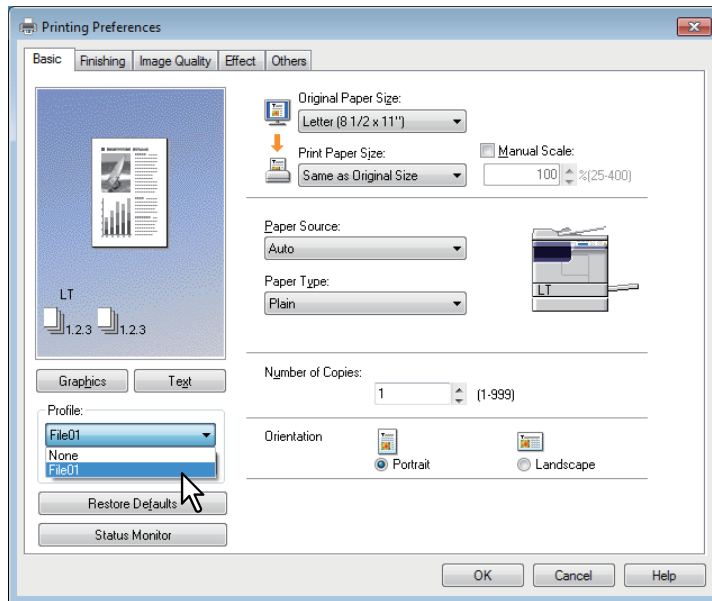 Printing Preferences
Basic Finishing Image Quality Effect Others
LT
1.2.3 1.2.3
Graphics Text
Profile:
File01
None
File01
Restore Defaults
Status Monitor
Original Paper Size:
Letter (8 1/2 x 11")
Print Paper Size:
Same as Original Size
Manual Scale:
100 %(25-400)
Paper Source:
Auto
Paper Type:
Plain
LT
Number of Copies:
1 (1-999)
Orientation
Portrait Landscape
OK Cancel Help